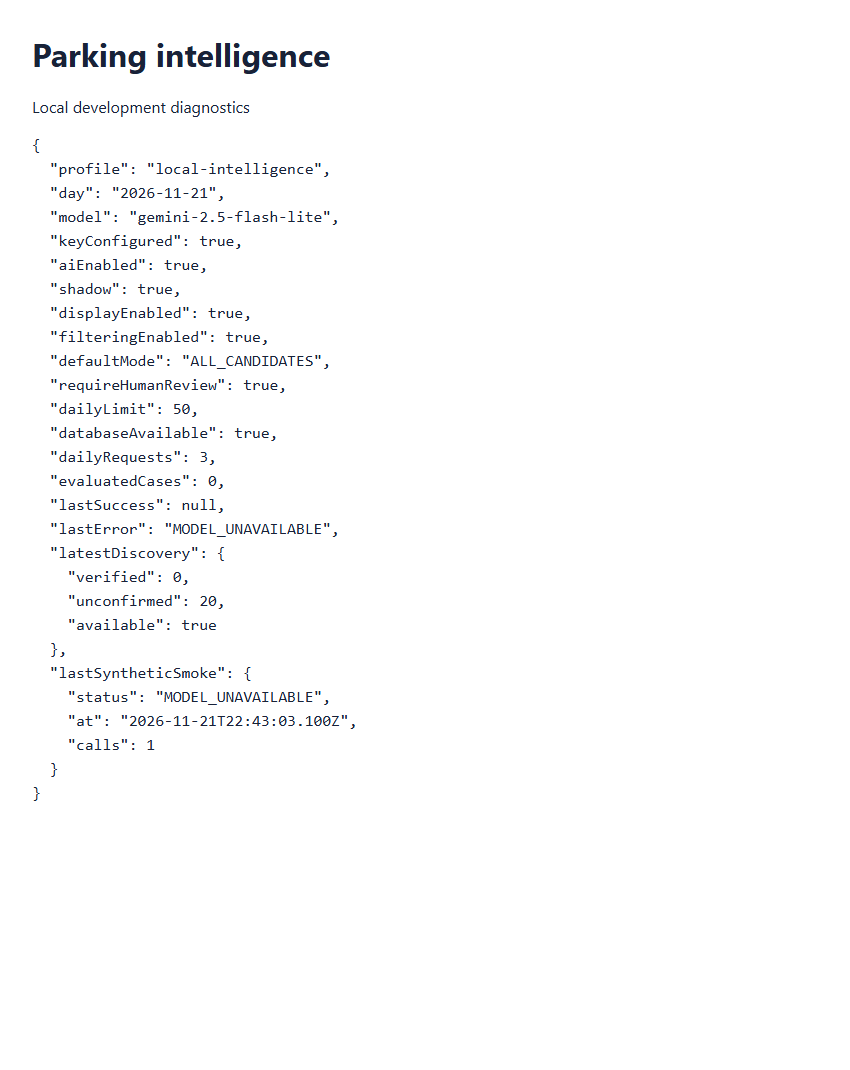 Parking intelligence
Local development diagnostics
{
  "profile": "local-intelligence",
  "day": "2026-11-21",
  "model": "gemini-2.5-flash-lite",
  "keyConfigured": true,
  "aiEnabled": true,
  "shadow": true,
  "displayEnabled": true,
  "filteringEnabled": true,
  "defaultMode": "ALL_CANDIDATES",
  "requireHumanReview": true,
  "dailyLimit": 50,
  "databaseAvailable": true,
  "dailyRequests": 3,
  "evaluatedCases": 0,
  "lastSuccess": null,
  "lastError": "MODEL_UNAVAILABLE",
  "latestDiscovery": {
    "verified": 0,
    "unconfirmed": 20,
    "available": true
  },
  "lastSyntheticSmoke": {
    "status": "MODEL_UNAVAILABLE",
    "at": "2026-11-21T22:43:03.100Z",
    "calls": 1
  }
}